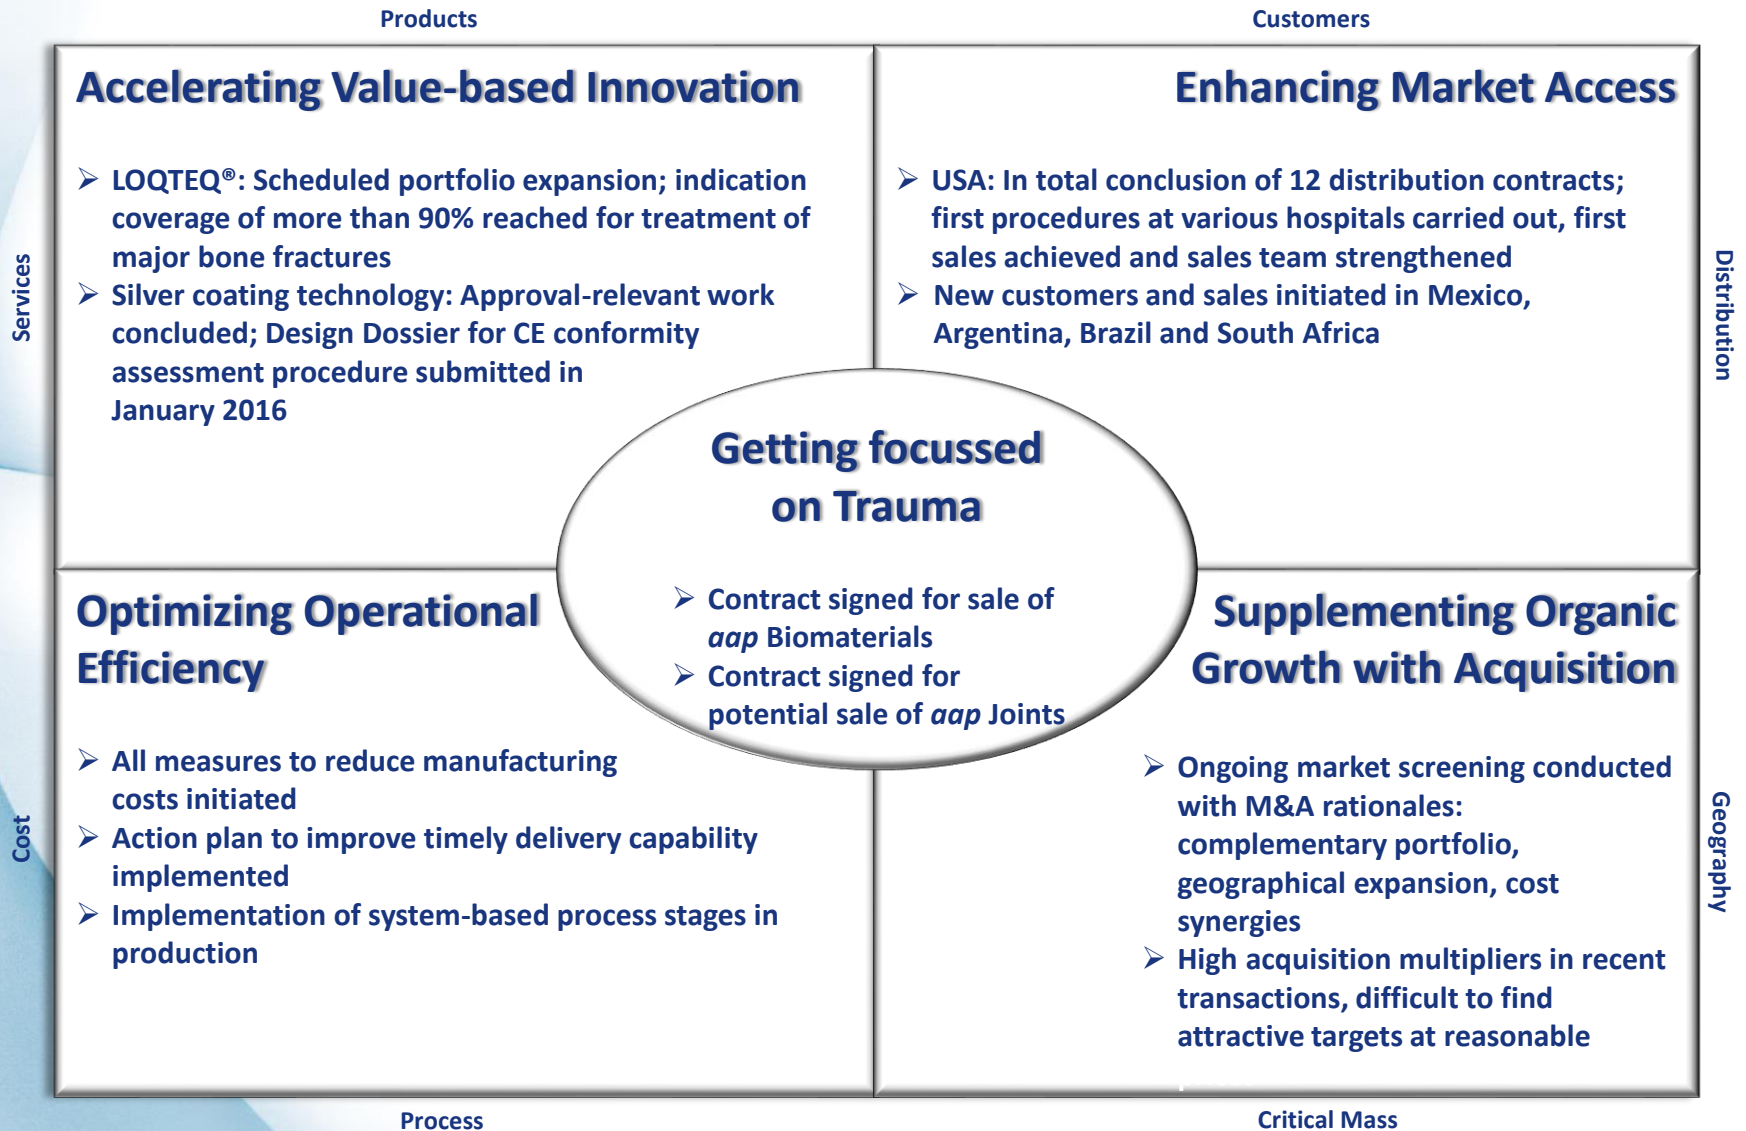 Products
Customers
Accelerating Value-based Innovation
➢ LOQTEQ®: Scheduled portfolio expansion; indication
coverage of more than 90% reached for treatment of
major bone fractures
➢ Silver coating technology: Approval-relevant work
concluded; Design Dossier for CE conformity
assessment procedure submitted in
January 2016
Enhancing Market Access
➢ USA: In total conclusion of 12 distribution contracts;
first procedures at various hospitals carried out, first
sales achieved and sales team strengthened
➢ New customers and sales initiated in Mexico,
Argentina, Brazil and South Africa
Services
Distribution
Getting focussed
on Trauma
➢ Contract signed for sale of
aap Biomaterials
➢ Contract signed for
potential sale of aap Joints
Optimizing Operational
Efficiency
➢ All measures to reduce manufacturing
costs initiated
➢ Action plan to improve timely delivery capability
implemented
➢ Implementation of system-based process stages in
production
Supplementing Organic
Growth with Acquisition
➢ Ongoing market screening conducted
with M&A rationales:
complementary portfolio,
geographical expansion, cost
synergies
➢ High acquisition multipliers in recent
transactions, difficult to find
attractive targets at reasonable
Cost
Geography
Process
Critical Mass